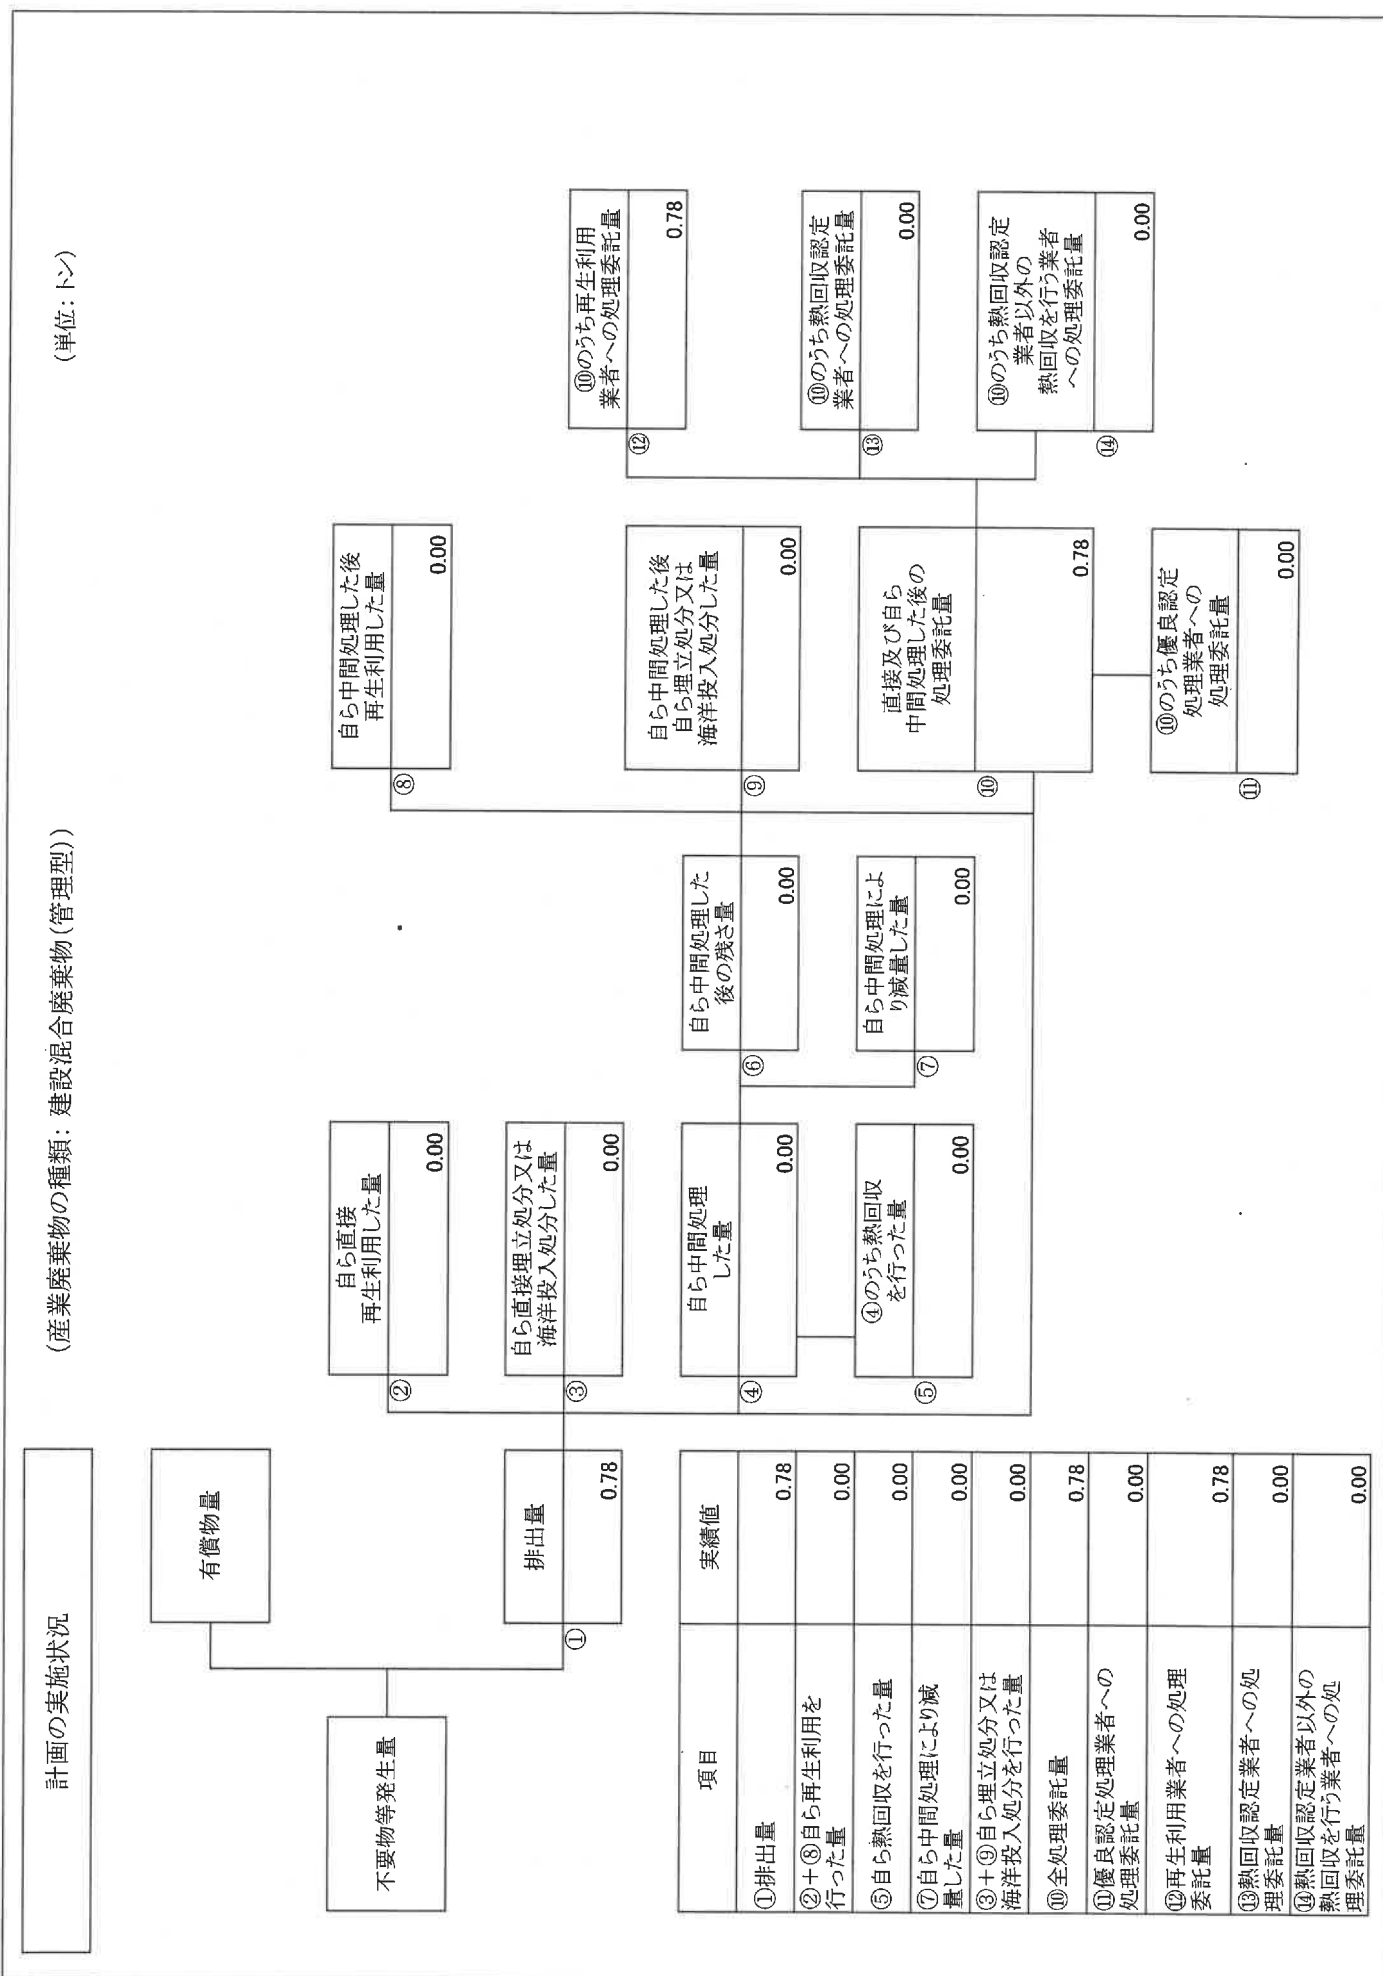 計画の実施状況
(産業廃棄物の種類: 建設混合廃棄物(管理型))
(単位:トン)
不要物等発生量
有償物量
①
排出量
0.78
②
自ら直接
再生利用した量
0.00
③
自ら直接埋立処分又は
海洋投入処分した量
0.00
④
自ら中間処理
した量
0.00
⑤
④のうち熱回収
を行った量
0.00
⑥
自ら中間処理した
後の残さ量
0.00
⑦
自ら中間処理によ
り減量した量
0.00
⑧
自ら中間処理した後
再生利用した量
0.00
⑨
自ら中間処理した後
自ら埋立処分又は
海洋投入処分した量
0.00
⑩
直接及び自ら
中間処理した後の
処理委託量
0.78
⑪
⑩のうち優良認定
処理業者への
処理委託量
0.00
⑫
⑩のうち再生利用
業者への処理委託量
0.78
⑬
⑩のうち熱回収認定
業者への処理委託量
0.00
⑭
⑩のうち熱回収認定
業者以外の
熱回収を行う業者
への処理委託量
0.00
項目
実績値
①排出量
0.78
②+⑧自ら再生利用を
行った量
0.00
⑤自ら熱回収を行った量
0.00
⑦自ら中間処理により減
量した量
0.00
③+⑨自ら埋立処分又は
海洋投入処分を行った量
0.00
⑩全処理委託量
0.78
⑪優良認定処理業者への
処理委託量
0.00
⑫再生利用業者への処理
委託量
0.78
⑬熱回収認定業者への処
理委託量
0.00
⑭熱回収認定業者以外の
熱回収を行う業者への処
理委託量
0.00